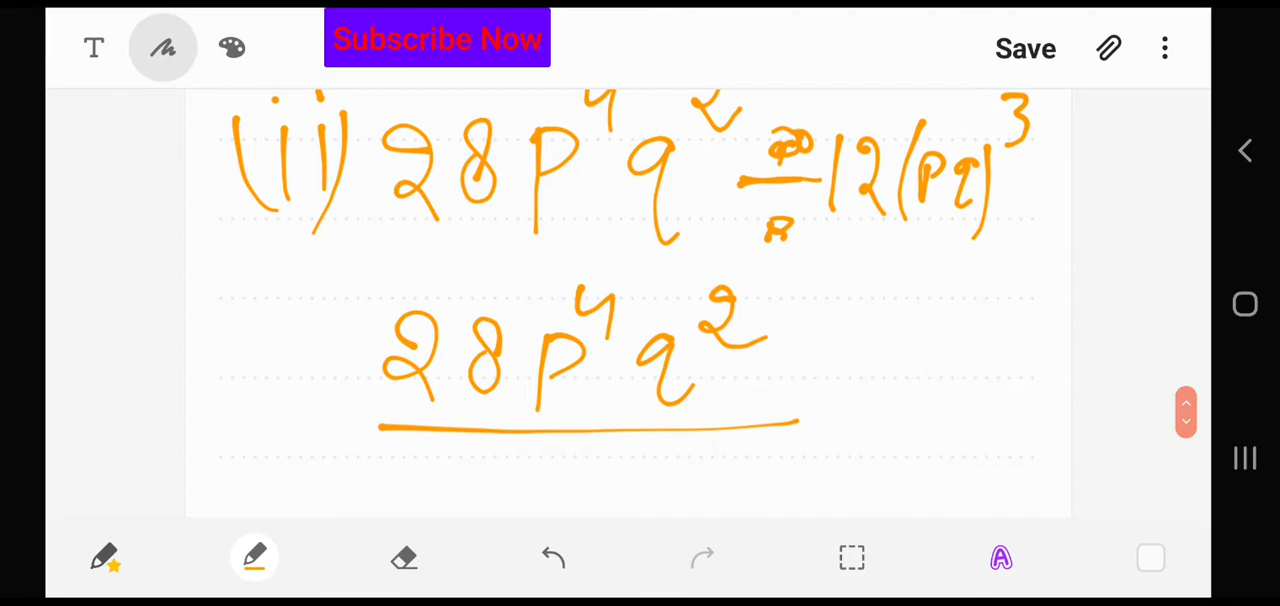 T
Subscribe Now
Save
(ii) 28p⁴q² ÷ 12(pq)³
28p⁴q²
A